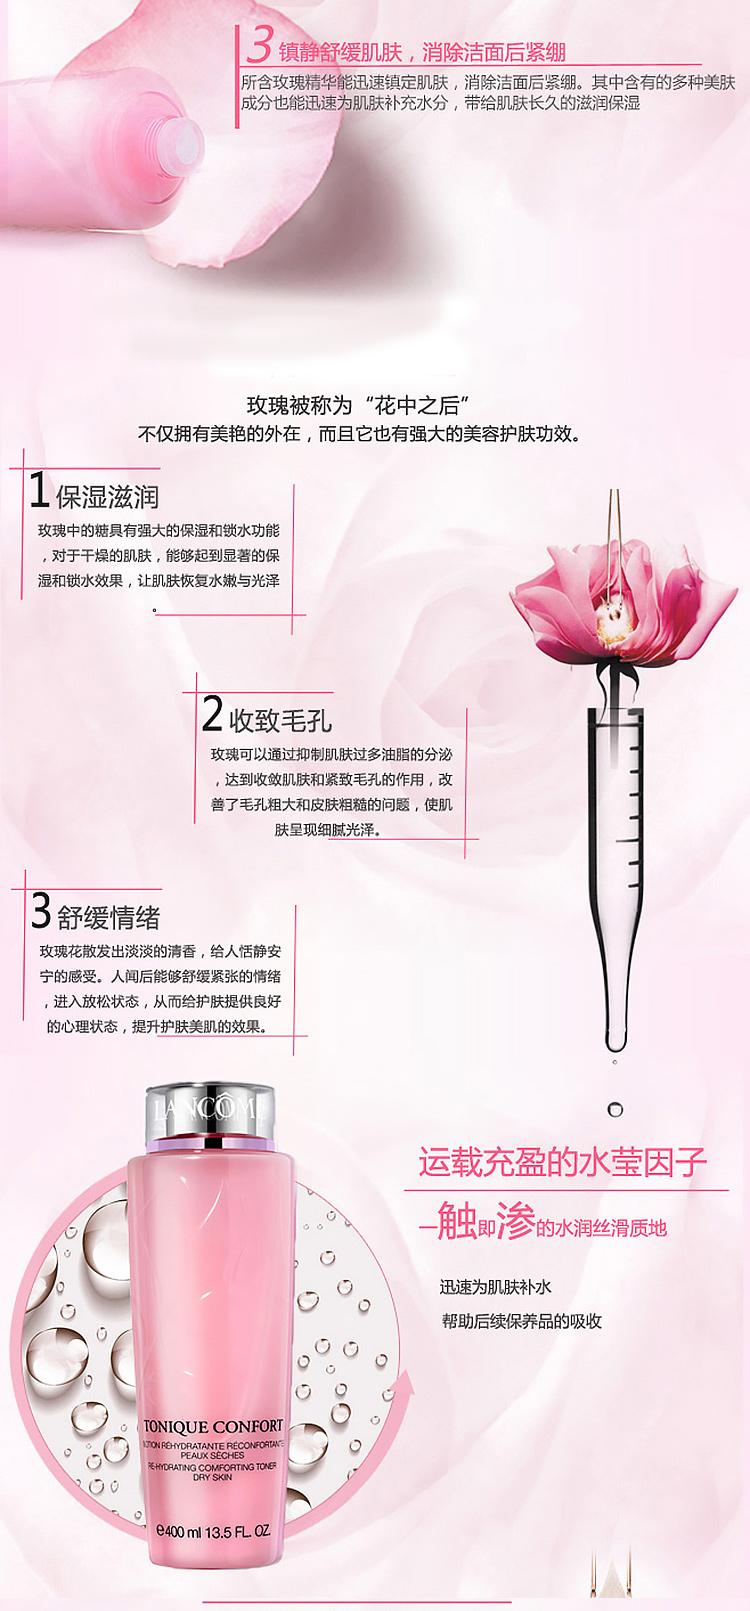 3 镇静舒缓肌肤，消除洁面后紧绷
所含玫瑰精华能迅速镇定肌肤，消除洁面后紧绷。其中含有的多种美肤
成分也能迅速为肌肤补充水分，带给肌肤长久的滋润保湿
玫瑰被称为“花中之后”
不仅拥有美艳的外在，而且它也有强大的美容护肤功效。
1 保湿滋润
玫瑰中的糖具有强大的保湿和锁水功能
，对于干燥的肌肤，能够起到显著的保
湿和锁水效果，让肌肤恢复水嫩与光泽
。
2 收致毛孔
玫瑰可以通过抑制肌肤过多油脂的分泌
，达到收敛肌肤和紧致毛孔的作用，改
善了毛孔粗大和皮肤粗糙的问题，使肌
肤呈现细腻光泽。
3 舒缓情绪
玫瑰花散发出淡淡的清香，给人恬静安
宁的感受。人闻后能够舒缓紧张的情绪
，进入放松状态，从而给护肤提供良好
的心理状态，提升护肤美肌的效果。
LANCÔM
运载充盈的水莹因子
一触即渗的水润丝滑质地
迅速为肌肤补水
帮助后续保养品的吸收
TONIQUE CONFORT
LOTION RÉHYDRATANTE RÉCONFORTANTE
PEAUX SÈCHES
RE-HYDRATING COMFORTING TONER
DRY SKIN
e400 ml 13.5 FL. OZ.